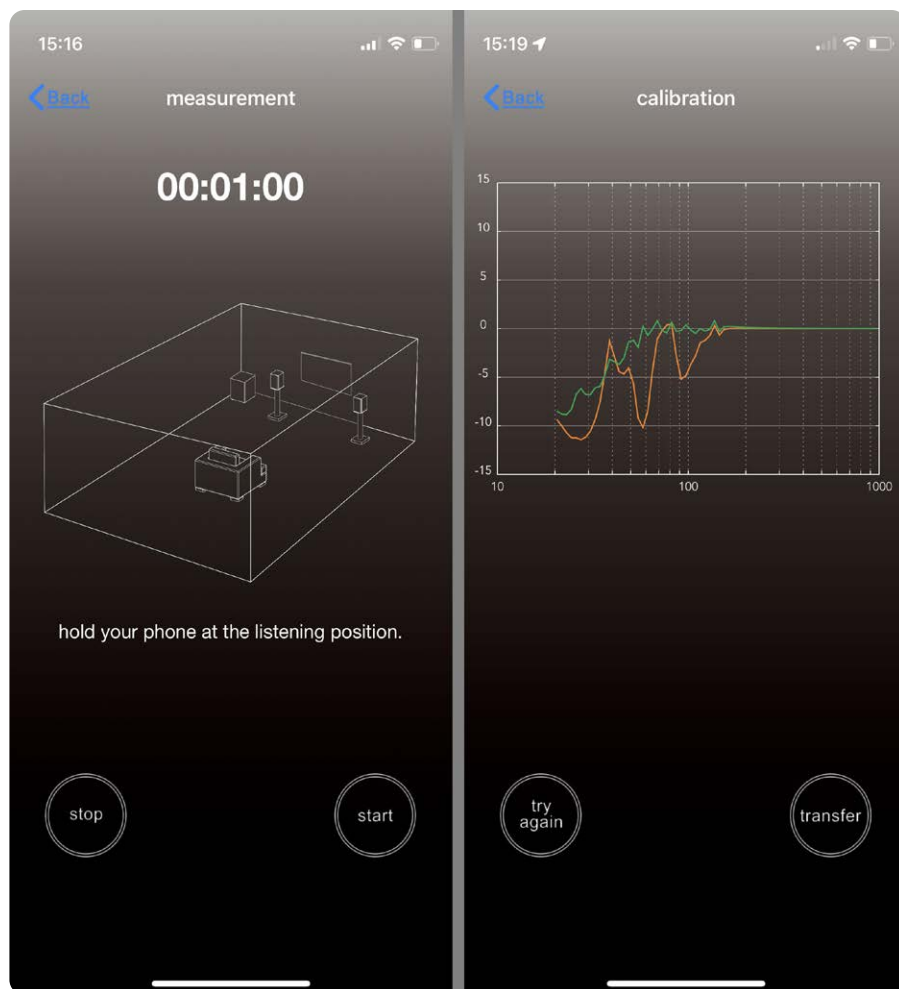 15:16
Back
measurement
00:01:00
hold your phone at the listening position.
stop
start
15:19
Back
calibration
15
10
5
0
-5
-10
-15
10
100
1000
try
again
transfer